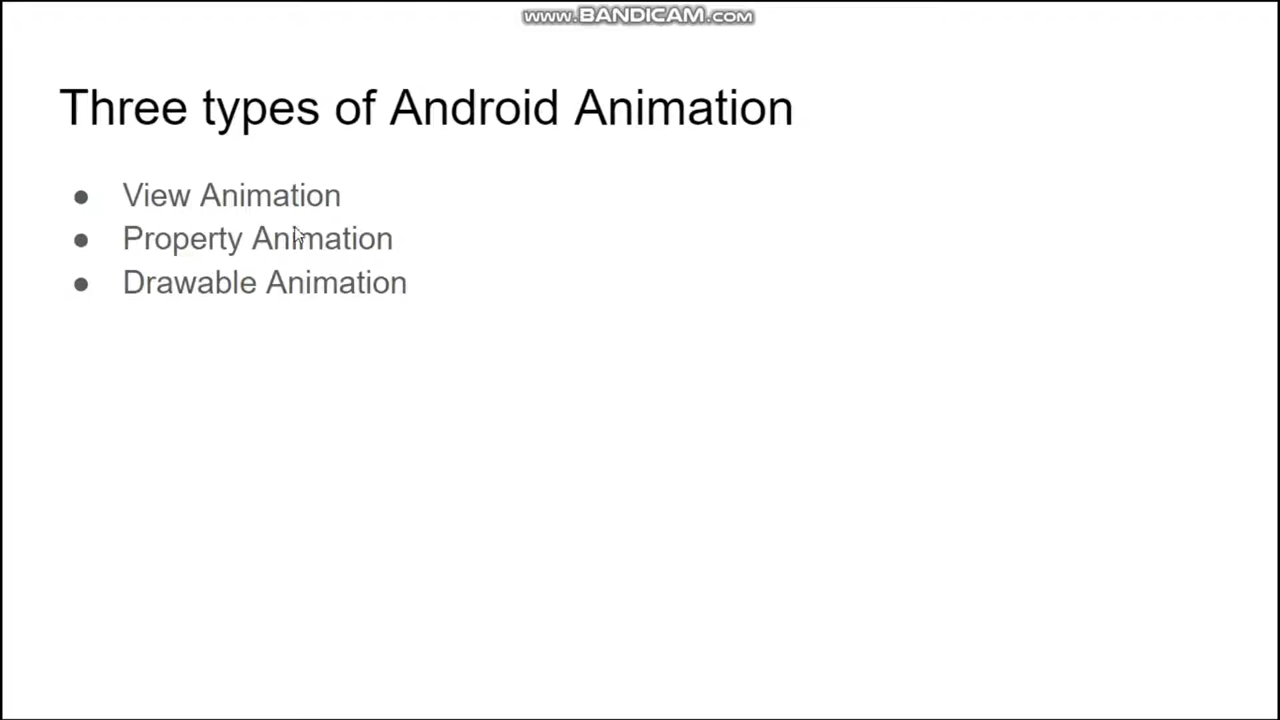 www.BANDICAM.com
Three types of Android Animation
● View Animation
● Property Animation
● Drawable Animation